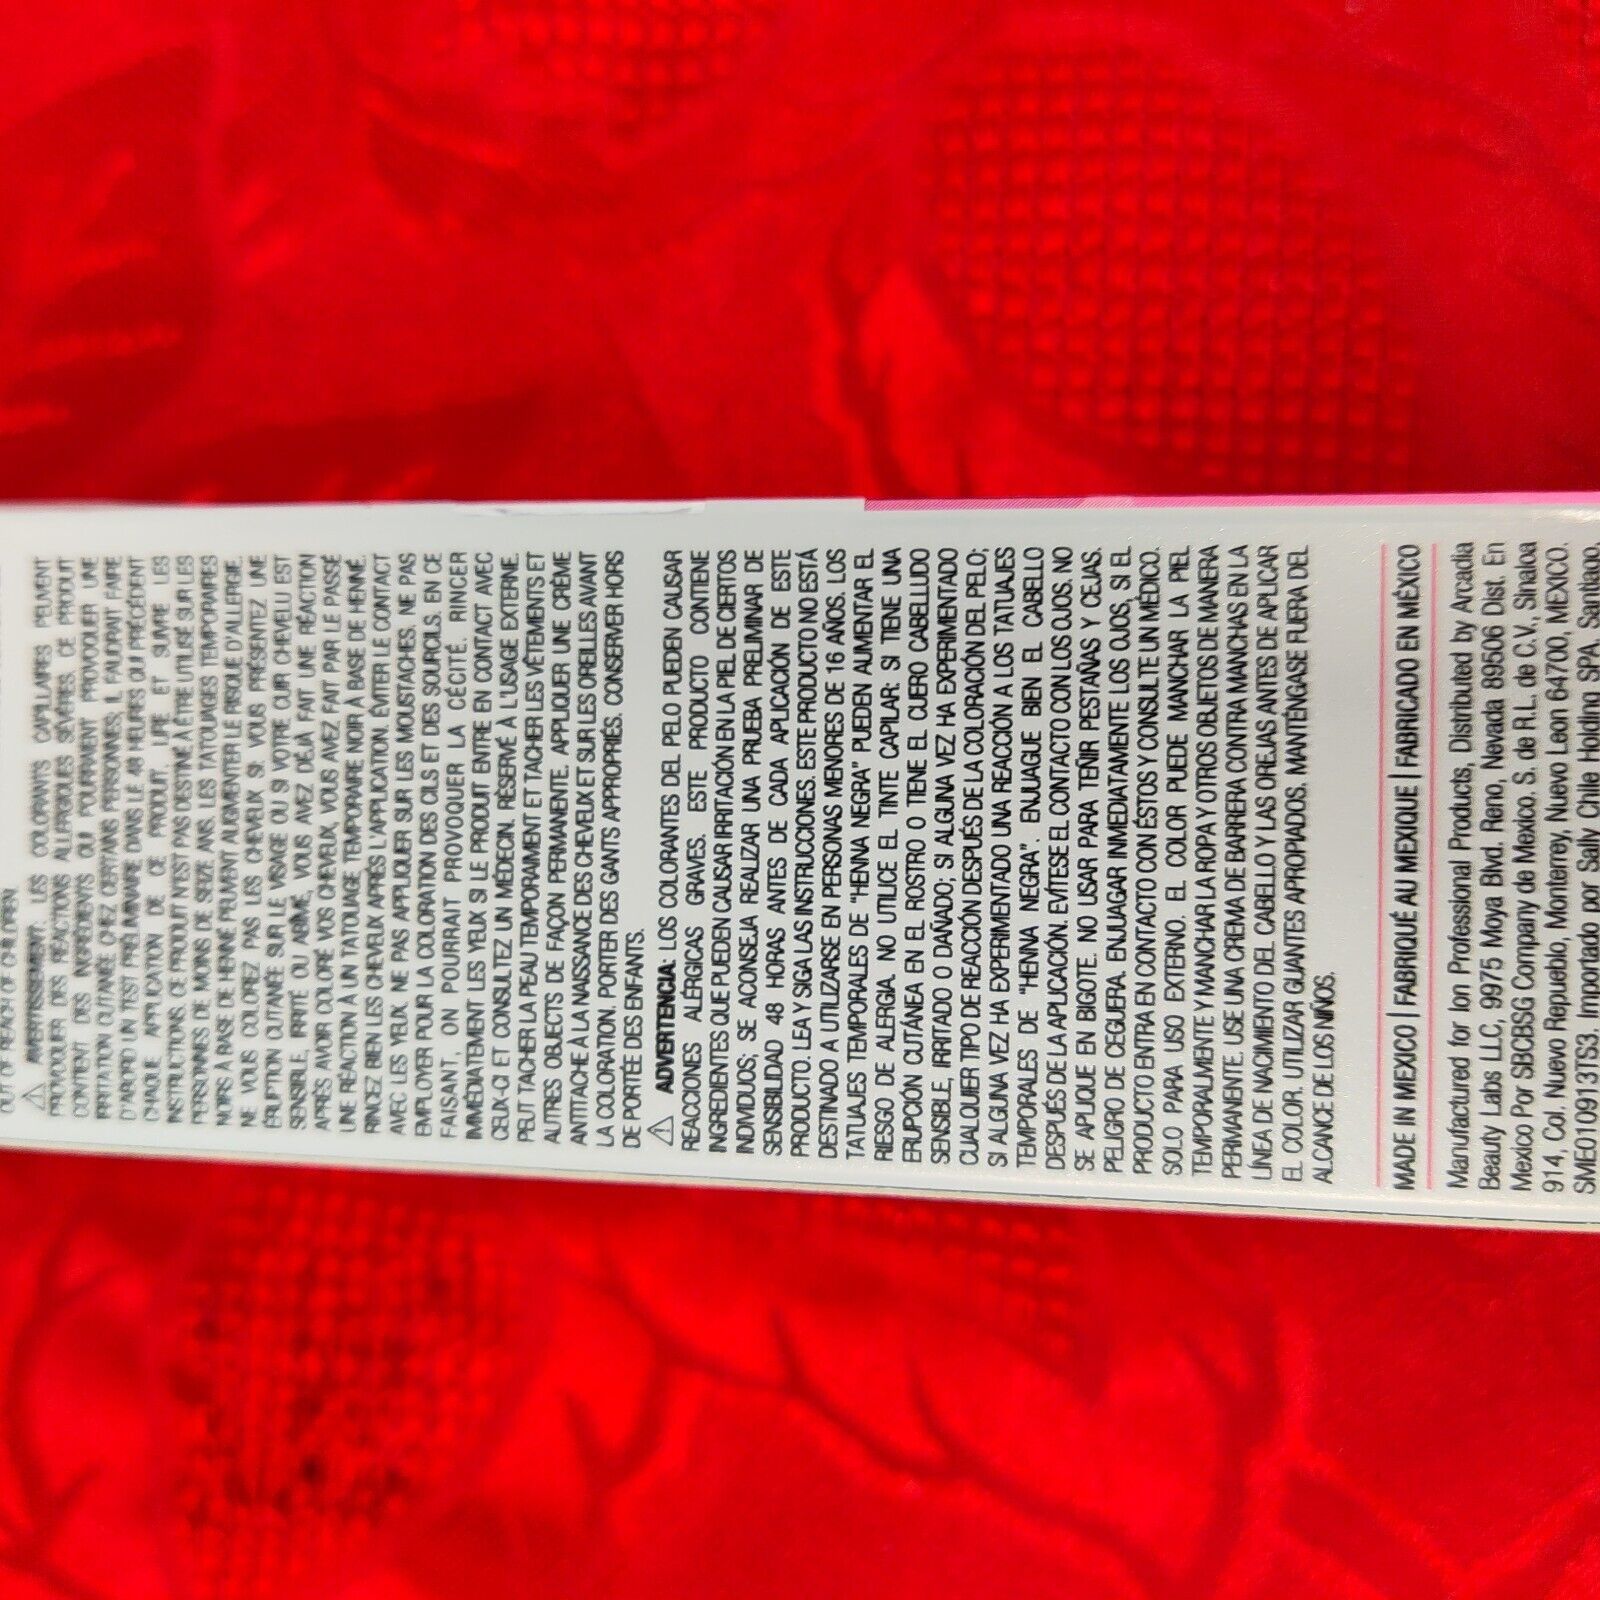 OUT OF REACH OF CHILDREN.
AVERTISSEMENT: LES COLORANTS CAPILLAIRES PEUVENT
PROVOQUER DES RÉACTIONS ALLERGIQUES SÉVÈRES. CE PRODUIT
CONTIENT DES INGRÉDIENTS QUI POURRAIENT PROVOQUER UNE
IRRITATION CUTANÉE CHEZ CERTAINES PERSONNES; IL FAUDRAIT FAIRE
D'ABORD UN TEST PRÉLIMINAIRE DANS LE 48 HEURES QUI PRÉCÈDENT
CHAQUE APPLICATION DE CE PRODUIT. LIRE ET SUIVRE LES
INSTRUCTIONS. CE PRODUIT N'EST PAS DESTINÉ À ÊTRE UTILISÉ SUR LES
PERSONNES DE MOINS DE SEIZE ANS. LES TATOUAGES TEMPORAIRES
NOIRS À BASE DE HENNÉ PEUVENT AUGMENTER LE RISQUE D'ALLERGIE.
NE VOUS COLOREZ PAS LES CHEVEUX SI: VOUS PRÉSENTEZ UNE
ÉRUPTION CUTANÉE SUR LE VISAGE OU SI VOTRE CUIR CHEVELU EST
SENSIBLE, IRRITÉ OU ABÎMÉ, VOUS AVEZ DÉJÀ FAIT UNE RÉACTION
APRÈS AVOIR COLORÉ VOS CHEVEUX, VOUS AVEZ FAIT PAR LE PASSÉ
UNE RÉACTION À UN TATOUAGE TEMPORAIRE NOIR À BASE DE HENNÉ.
RINCEZ BIEN LES CHEVEUX APRÈS L'APPLICATION. ÉVITER LE CONTACT
AVEC LES YEUX. NE PAS APPLIQUER SUR LES MOUSTACHES. NE PAS
EMPLOYER POUR LA COLORATION DES CILS ET DES SOURCILS. EN CE
FAISANT, ON POURRAIT PROVOQUER LA CÉCITÉ. RINCER
IMMÉDIATEMENT LES YEUX SI LE PRODUIT ENTRE EN CONTACT AVEC
CEUX-CI ET CONSULTEZ UN MÉDECIN. RÉSERVÉ À L'USAGE EXTERNE.
PEUT TACHER LA PEAU TEMPORAIMENT ET TACHER LES VÊTEMENTS ET
AUTRES OBJECTS DE FAÇON PERMANENTE. APPLIQUER UNE CRÈME
ANTITACHE À LA NAISSANCE DES CHEVEUX ET SUR LES OREILLES AVANT
LA COLORATION. PORTER DES GANTS APPROPRIÉS. CONSERVER HORS
DE PORTÉE DES ENFANTS.
ADVERTENCIA: LOS COLORANTES DEL PELO PUEDEN CAUSAR
REACCIONES ALÉRGICAS GRAVES. ESTE PRODUCTO CONTIENE
INGREDIENTES QUE PUEDEN CAUSAR IRRITACIÓN EN LA PIEL DE CIERTOS
INDIVIDUOS; SE ACONSEJA REALIZAR UNA PRUEBA PRELIMINAR DE
SENSIBILIDAD 48 HORAS ANTES DE CADA APLICACIÓN DE ESTE
PRODUCTO. LEA Y SIGA LAS INSTRUCCIONES. ESTE PRODUCTO NO ESTÁ
DESTINADO A UTILIZARSE EN PERSONAS MENORES DE 16 AÑOS. LOS
TATUAJES TEMPORALES DE "HENNA NEGRA" PUEDEN AUMENTAR EL
RIESGO DE ALERGIA. NO UTILICE EL TINTE CAPILAR: SI TIENE UNA
ERUPCIÓN CUTÁNEA EN EL ROSTRO O TIENE EL CUERO CABELLUDO
SENSIBLE, IRRITADO O DAÑADO; SI ALGUNA VEZ HA EXPERIMENTADO
CUALQUIER TIPO DE REACCIÓN DESPUÉS DE LA COLORACIÓN DEL PELO;
SI ALGUNA VEZ HA EXPERIMENTADO UNA REACCIÓN A LOS TATUAJES
TEMPORALES DE "HENNA NEGRA". ENJUAGUE BIEN EL CABELLO
DESPUÉS DE LA APLICACIÓN. EVÍTESE EL CONTACTO CON LOS OJOS. NO
SE APLIQUE EN BIGOTE. NO USAR PARA TEÑIR PESTAÑAS Y CEJAS.
PELIGRO DE CEGUERA. ENJUAGAR INMEDIATAMENTE LOS OJOS, SI EL
PRODUCTO ENTRA EN CONTACTO CON ÉSTOS Y CONSULTE UN MÉDICO.
SOLO PARA USO EXTERNO. EL COLOR PUEDE MANCHAR LA PIEL
TEMPORALMENTE Y MANCHAR LA ROPA Y OTROS OBJETOS DE MANERA
PERMANENTE. USE UNA CREMA DE BARRERA CONTRA MANCHAS EN LA
LÍNEA DE NACIMIENTO DEL CABELLO Y LAS OREJAS ANTES DE APLICAR
EL COLOR. UTILIZAR GUANTES APROPIADOS. MANTÉNGASE FUERA DEL
ALCANCE DE LOS NIÑOS.
MADE IN MEXICO | FABRIQUÉ AU MEXIQUE | FABRICADO EN MÉXICO
Manufactured for Ion Professional Products, Distributed by Arcadia
Beauty Labs LLC, 9975 Moya Blvd. Reno, Nevada 89506 Dist. En
Mexico Por SBCBSG Company de Mexico. S. de R.L. de C.V., Sinaloa
914, Col. Nuevo Repueblo, Monterrey, Nuevo Leon 64700, MEXICO.
SME010913TS3. Importado por Sally Chile Holding SPA, Santiago,